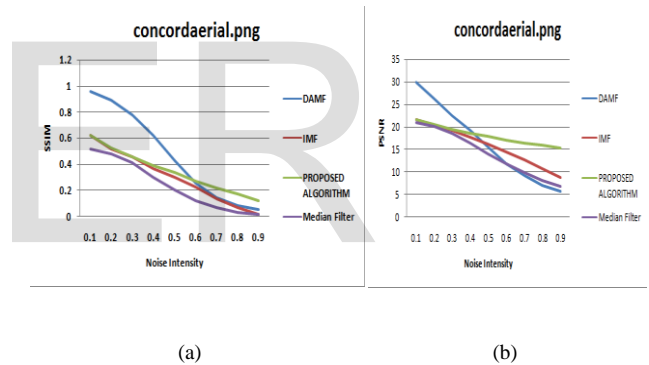 concordaerial.png
1.2
1
0.8
0.6
0.4
0.2
0
SSIM
0.1 0.2 0.3 0.4 0.5 0.6 0.7 0.8 0.9
Noise Intensity
DAMF
IMF
PROPOSED
ALGORITHM
Median Filter
(a)
concordaerial.png
35
30
25
20
15
10
5
0
PSNR
0.1 0.2 0.3 0.4 0.5 0.6 0.7 0.8 0.9
Noise Intensity
DAMF
IMF
PROPOSED
ALGORITHM
Median Filter
(b)
ER